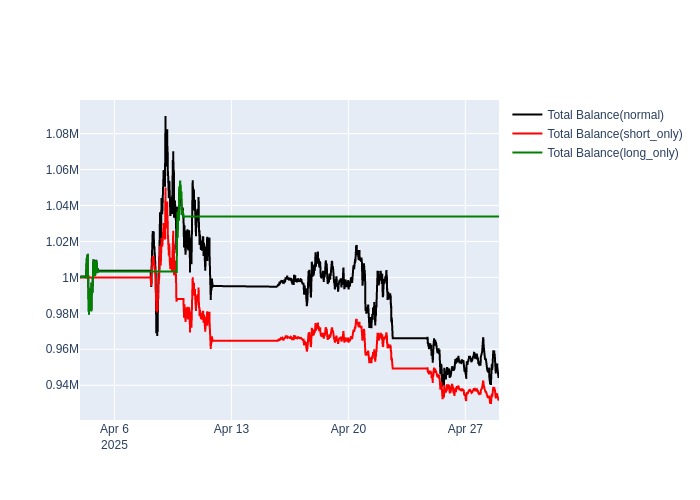 1.08M
1.06M
1.04M
1.02M
1M
0.98M
0.96M
0.94M
Apr 6
2025
Apr 13
Apr 20
Apr 27
Total Balance(normal)
Total Balance(short_only)
Total Balance(long_only)